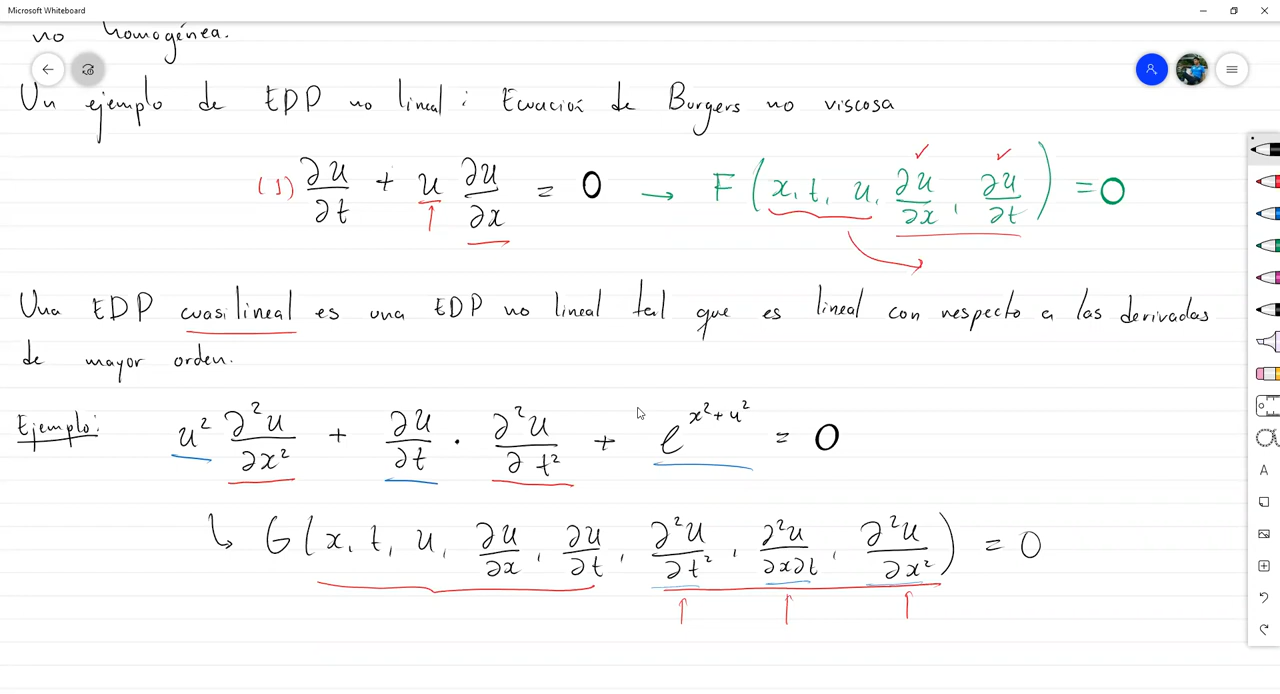 Microsoft Whiteboard
no homogénea.
Un ejemplo de EDP no lineal: Ecuación de Burgers no viscosa
(1) ∂u/∂t + u ∂u/∂x = 0 → F(x, t, u, ∂u/∂x, ∂u/∂t) = 0
Una EDP cuasilineal es una EDP no lineal tal que es lineal con respecto a las derivadas
de mayor orden.
Ejemplo: u² ∂²u/∂x² + ∂u/∂t · ∂²u/∂t² + e^(x²+u²) = 0
↳ G(x, t, u, ∂u/∂x, ∂u/∂t, ∂²u/∂t², ∂²u/∂x∂t, ∂²u/∂x²) = 0